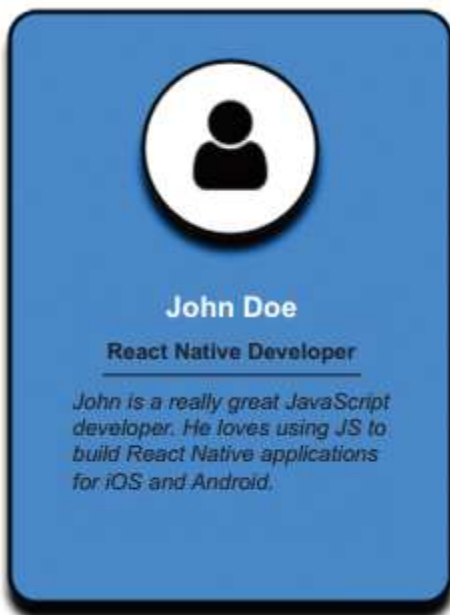 John Doe
React Native Developer
John is a really great JavaScript
developer. He loves using JS to
build React Native applications
for iOS and Android.